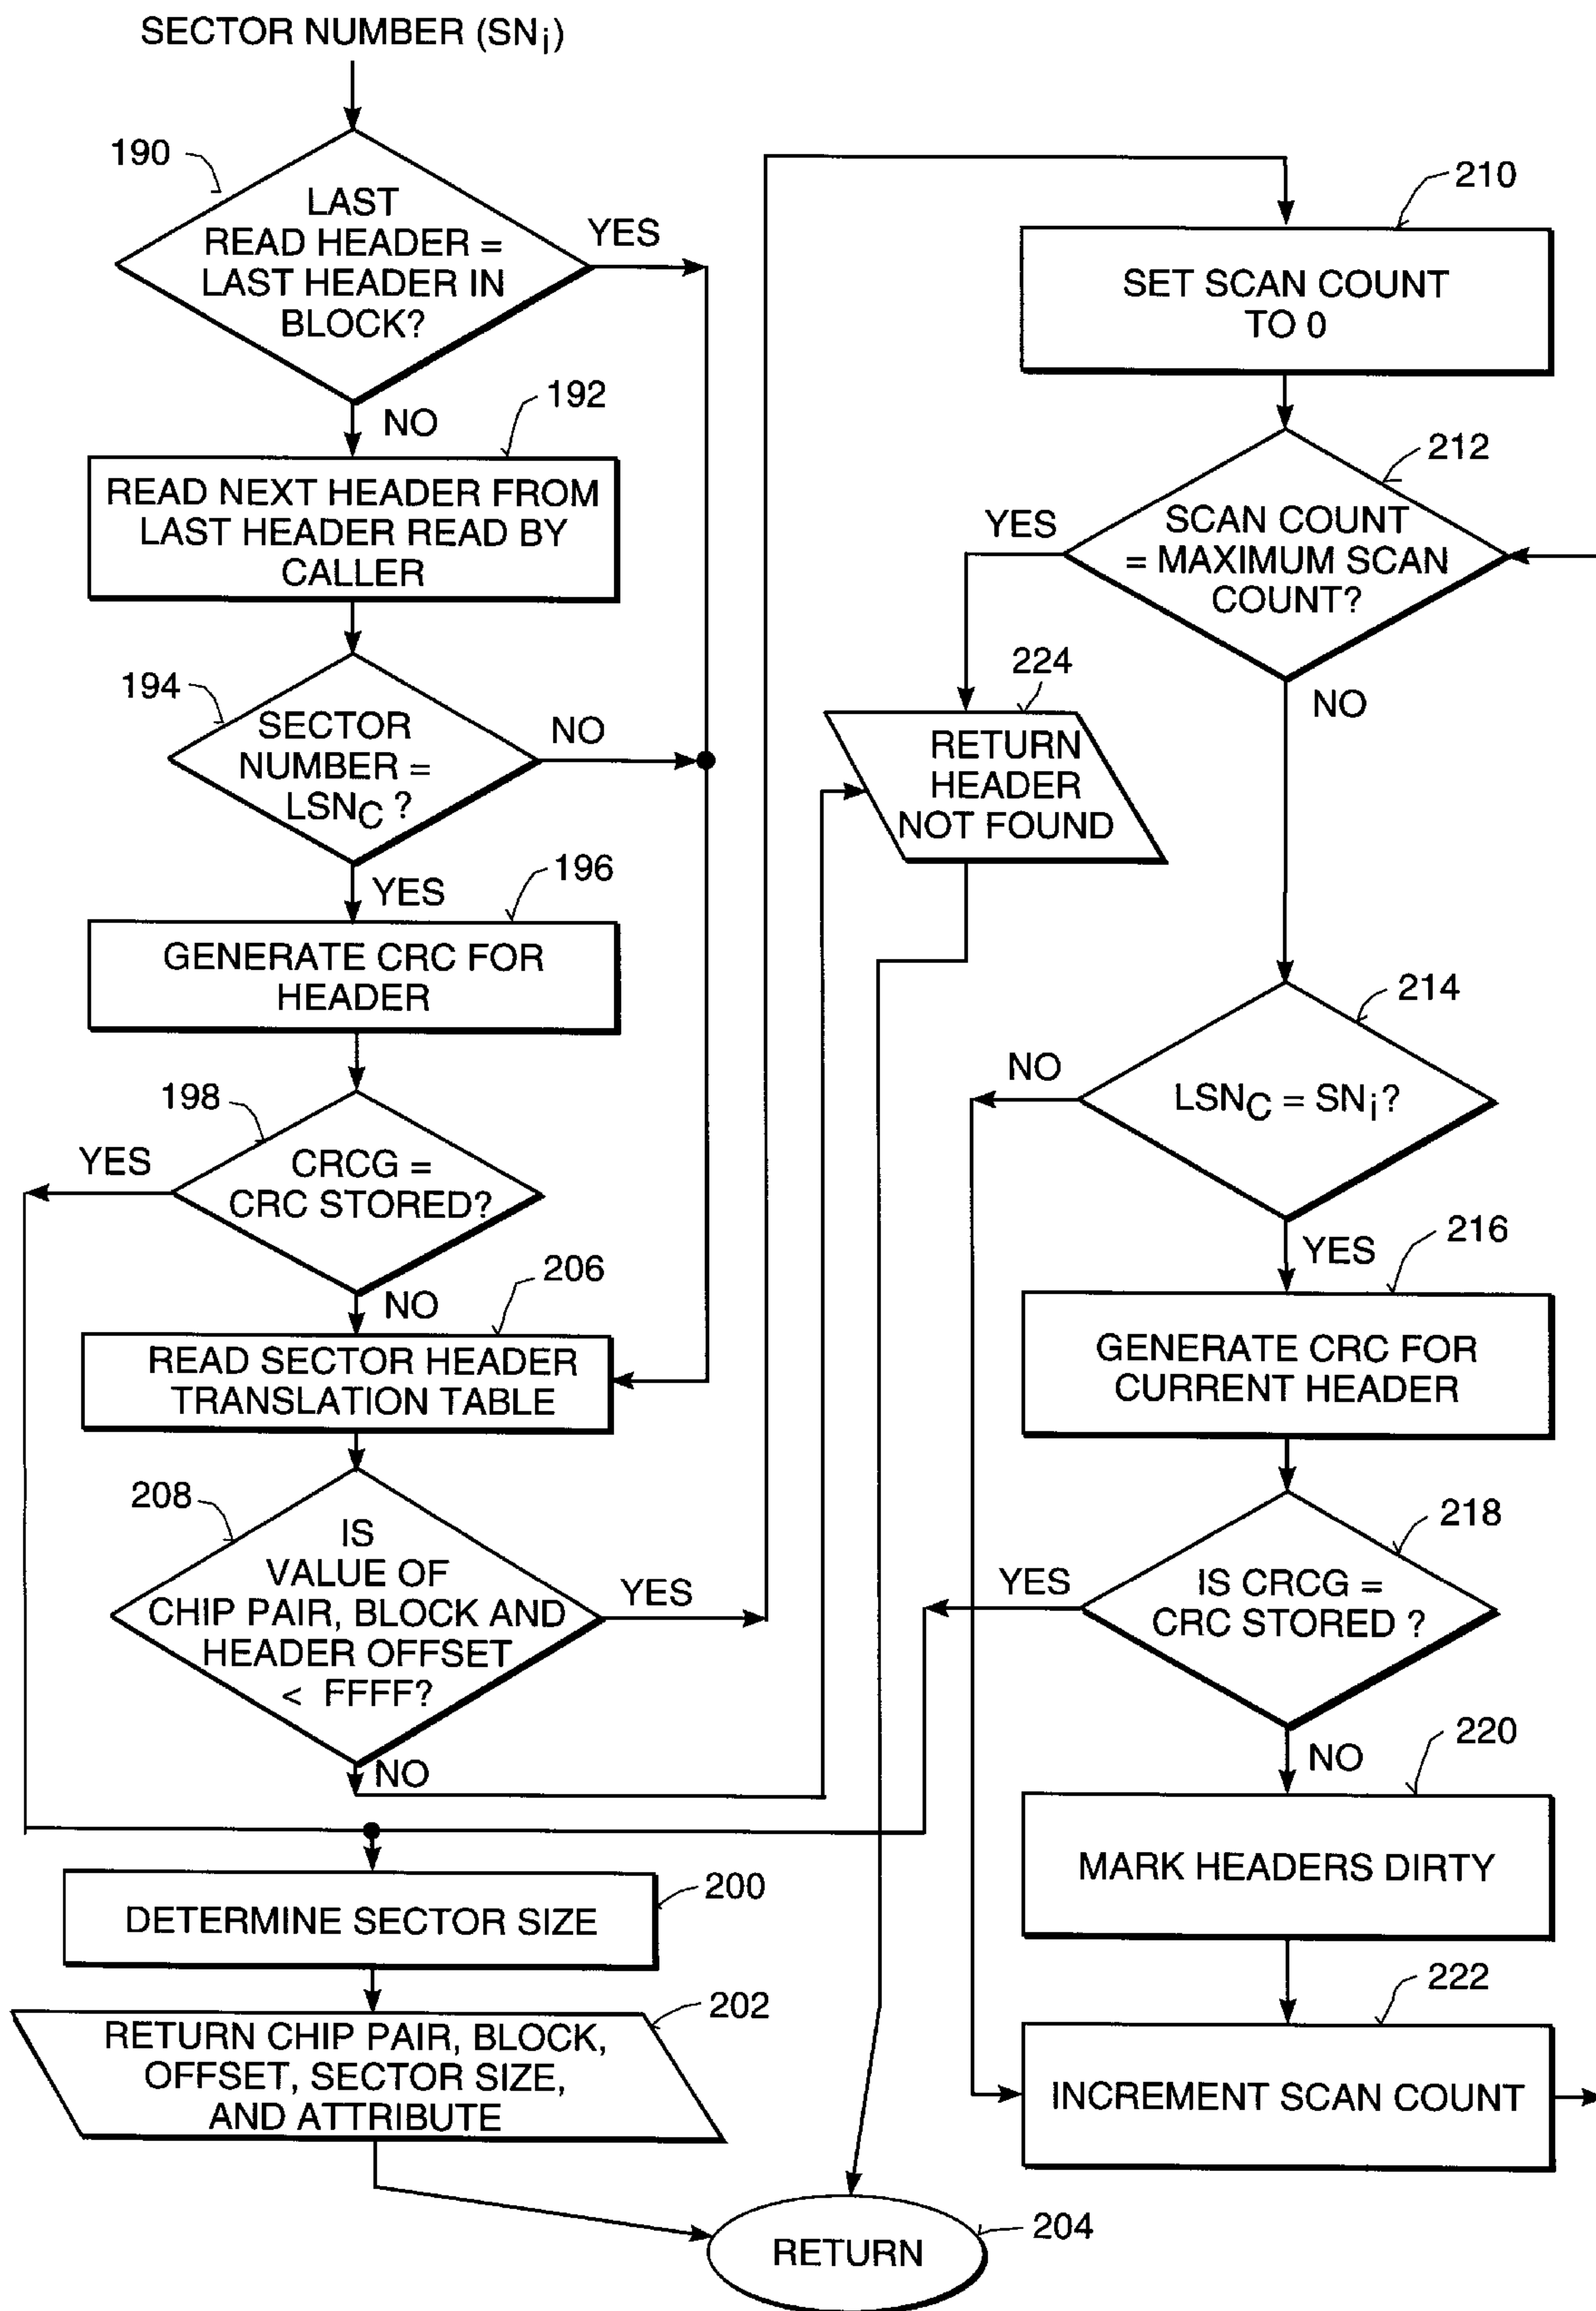 SECTOR NUMBER (SNi)
190
LAST
READ HEADER =
LAST HEADER IN
BLOCK?
YES
NO
192
READ NEXT HEADER FROM
LAST HEADER READ BY
CALLER
194
SECTOR
NUMBER =
LSNC ?
NO
YES
196
GENERATE CRC FOR
HEADER
198
CRCG =
CRC STORED?
YES
NO
206
READ SECTOR HEADER
TRANSLATION TABLE
208
IS
VALUE OF
CHIP PAIR, BLOCK AND
HEADER OFFSET
< FFFF?
YES
NO
200
DETERMINE SECTOR SIZE
202
RETURN CHIP PAIR, BLOCK,
OFFSET, SECTOR SIZE,
AND ATTRIBUTE
210
SET SCAN COUNT
TO 0
212
SCAN COUNT
= MAXIMUM SCAN
COUNT?
YES
NO
224
RETURN
HEADER
NOT FOUND
214
LSNC = SNi?
NO
YES
216
GENERATE CRC FOR
CURRENT HEADER
218
IS CRCG =
CRC STORED ?
YES
NO
220
MARK HEADERS DIRTY
222
INCREMENT SCAN COUNT
204
RETURN